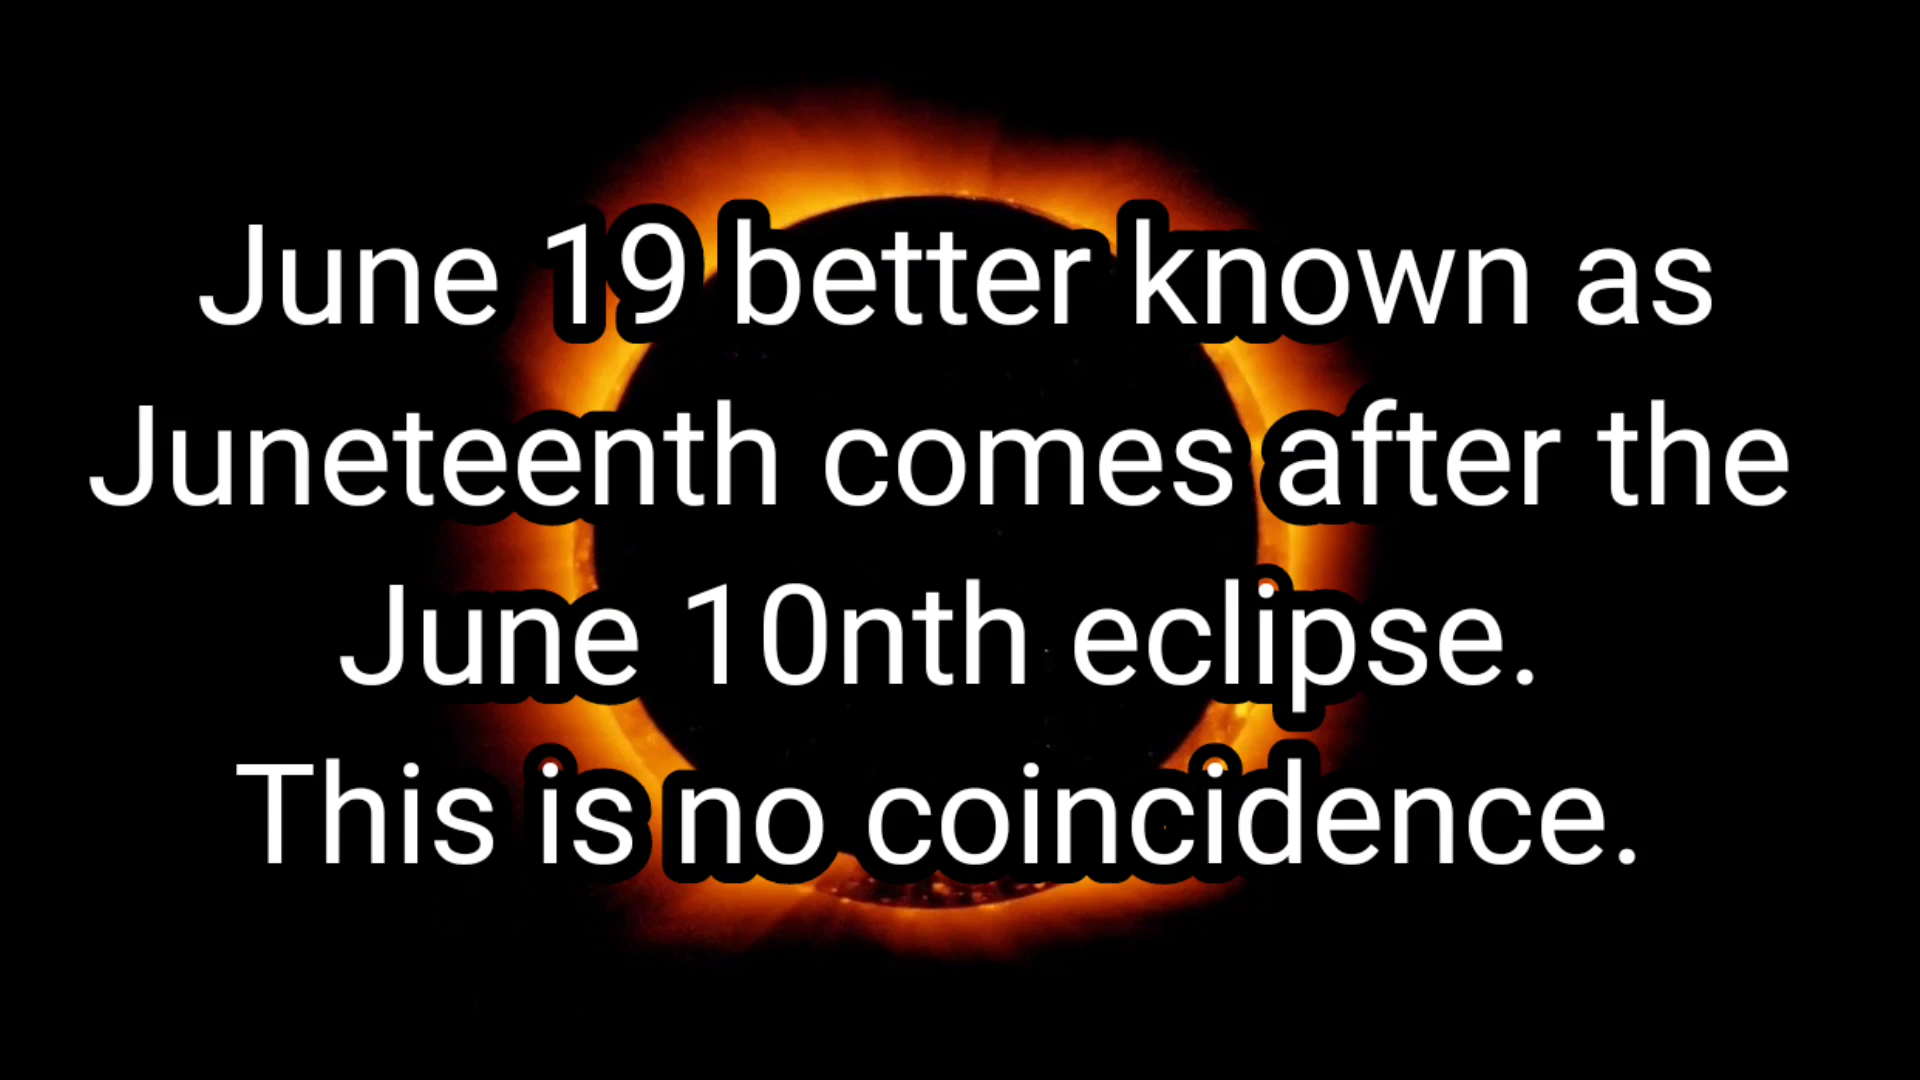 June 19 better known as
Juneteenth comes after the
June 10nth eclipse.
This is no coincidence.